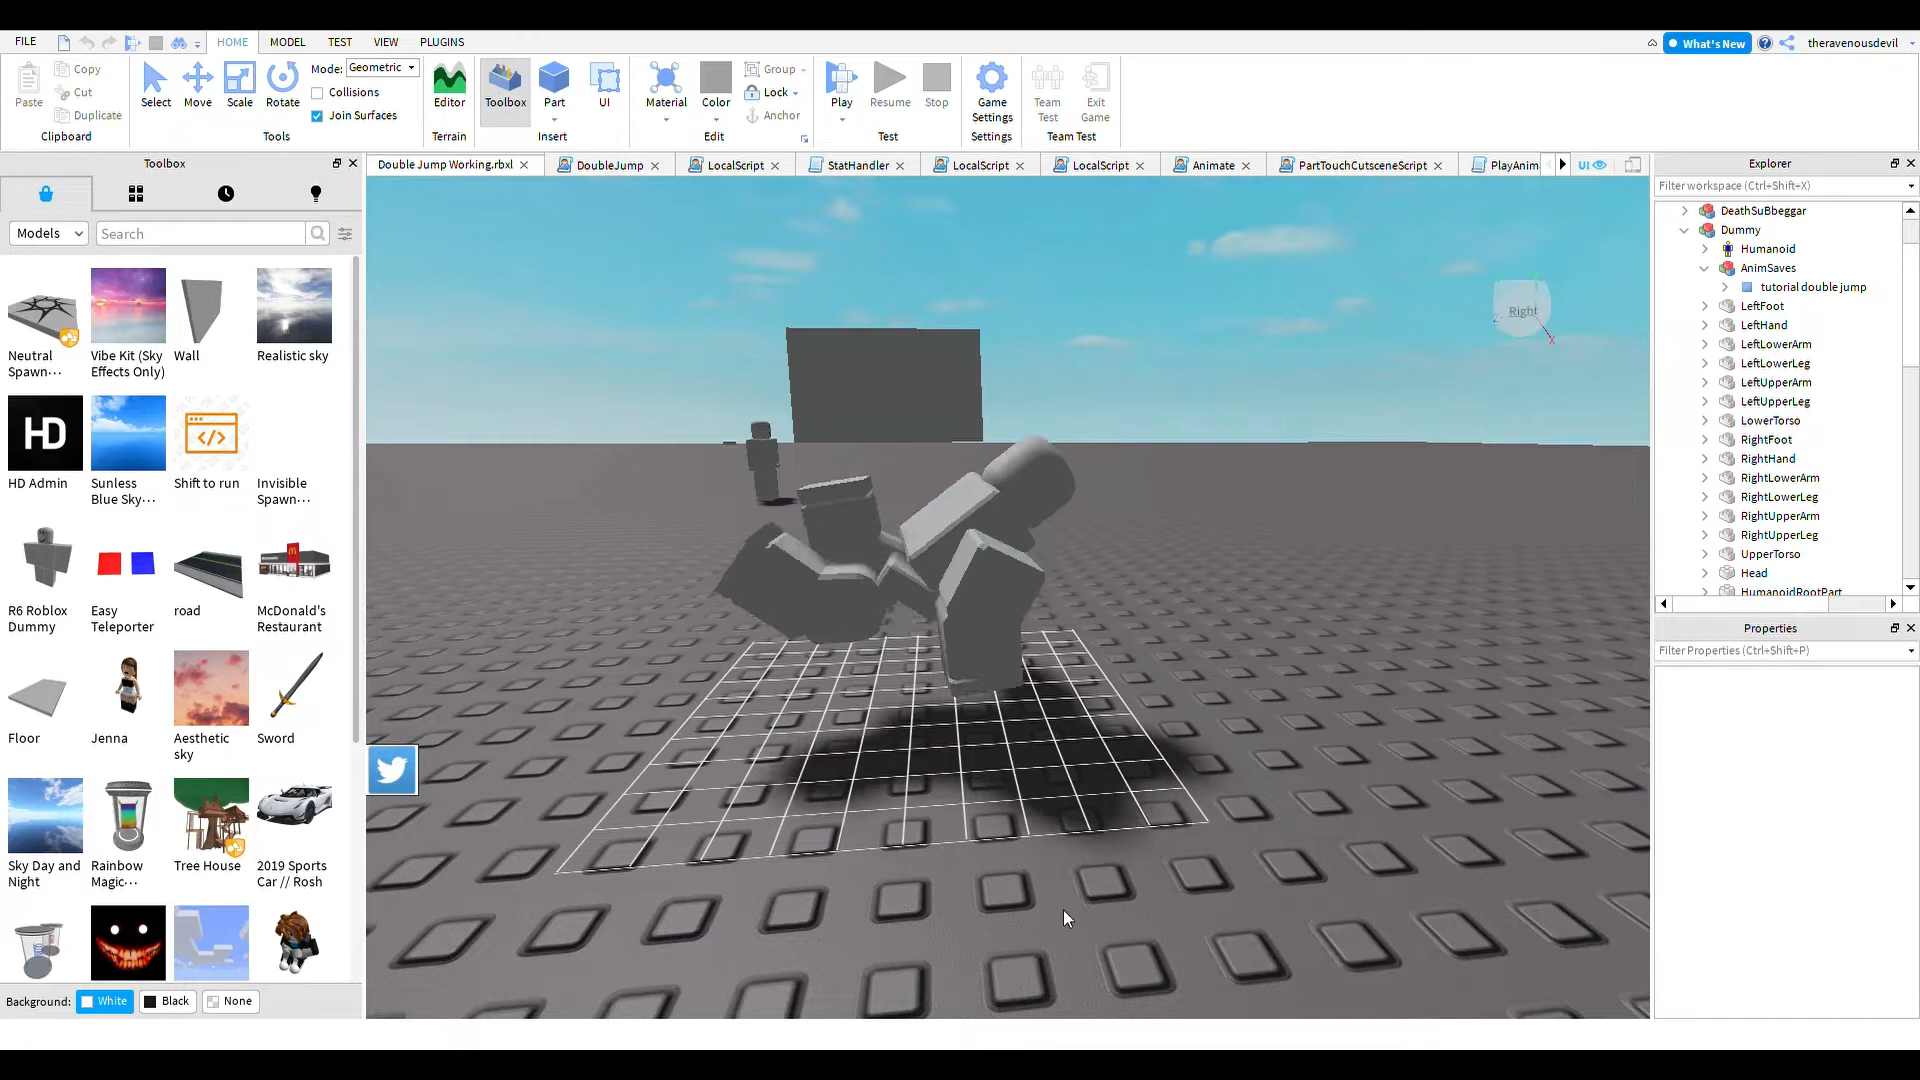 FILE HOME MODEL TEST VIEW PLUGINS What's New theravenousdevil
Paste Copy Cut Duplicate Clipboard
Select Move Scale Rotate Mode: Geometric Collisions Join Surfaces Tools
Editor Terrain
Toolbox Part UI Insert
Material Color Group Lock Anchor Edit
Play Resume Stop Test
Game Settings Settings
Team Test Exit Game Team Test
Toolbox
Double Jump Working.rbxl DoubleJump LocalScript StatHandler LocalScript LocalScript Animate PartTouchCutsceneScript PlayAnim UI
Models Search
Neutral Spawn...
Vibe Kit (Sky Effects Only)
Wall
Realistic sky
HD
HD Admin
Sunless Blue Sky...
Shift to run
Invisible Spawn...
R6 Roblox Dummy
Easy Teleporter
road
McDonald's Restaurant
Floor
Jenna
Aesthetic sky
Sword
Sky Day and Night
Rainbow Magic...
Tree House
2019 Sports Car // Rosh
Background: White Black None
Right
X
Explorer
Filter workspace (Ctrl+Shift+X)
DeathSuBbeggar
Dummy
Humanoid
AnimSaves
tutorial double jump
LeftFoot
LeftHand
LeftLowerArm
LeftLowerLeg
LeftUpperArm
LeftUpperLeg
LowerTorso
RightFoot
RightHand
RightLowerArm
RightLowerLeg
RightUpperArm
RightUpperLeg
UpperTorso
Head
HumanoidRootPart
Properties
Filter Properties (Ctrl+Shift+P)